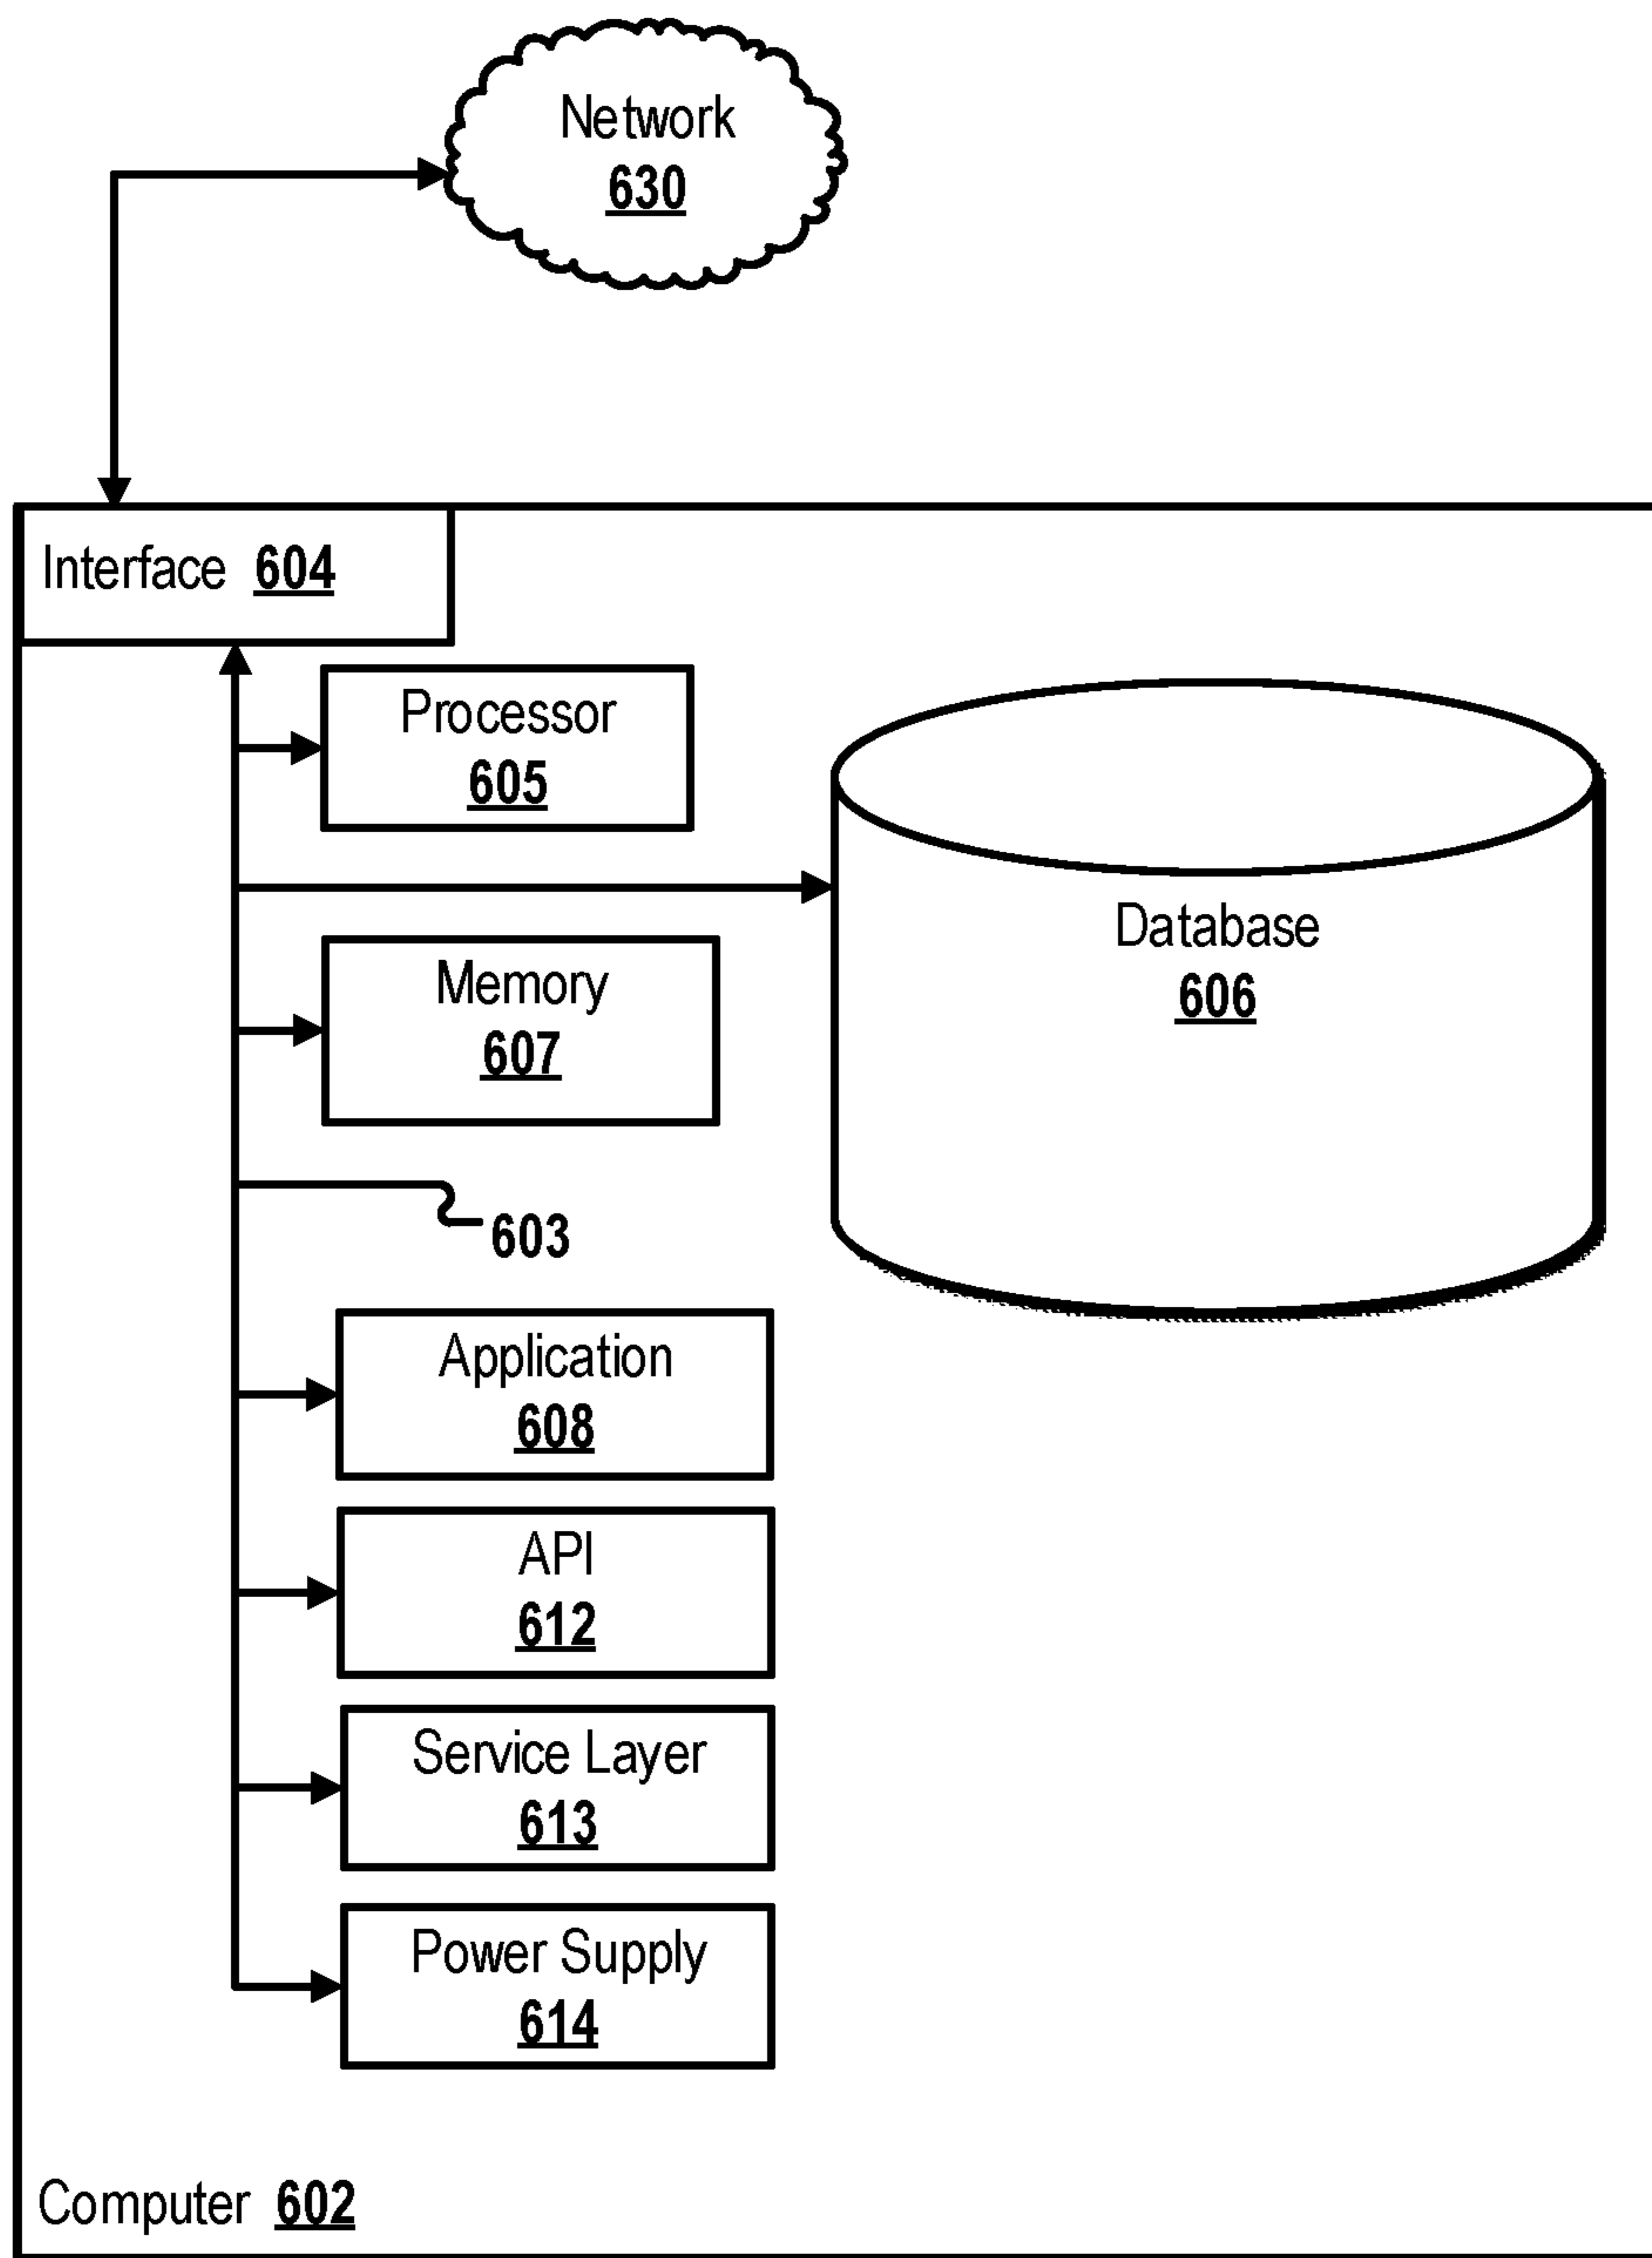 Network
630
Interface 604
Processor
605
Database
606
Memory
607
603
Application
608
API
612
Service Layer
613
Power Supply
614
Computer 602